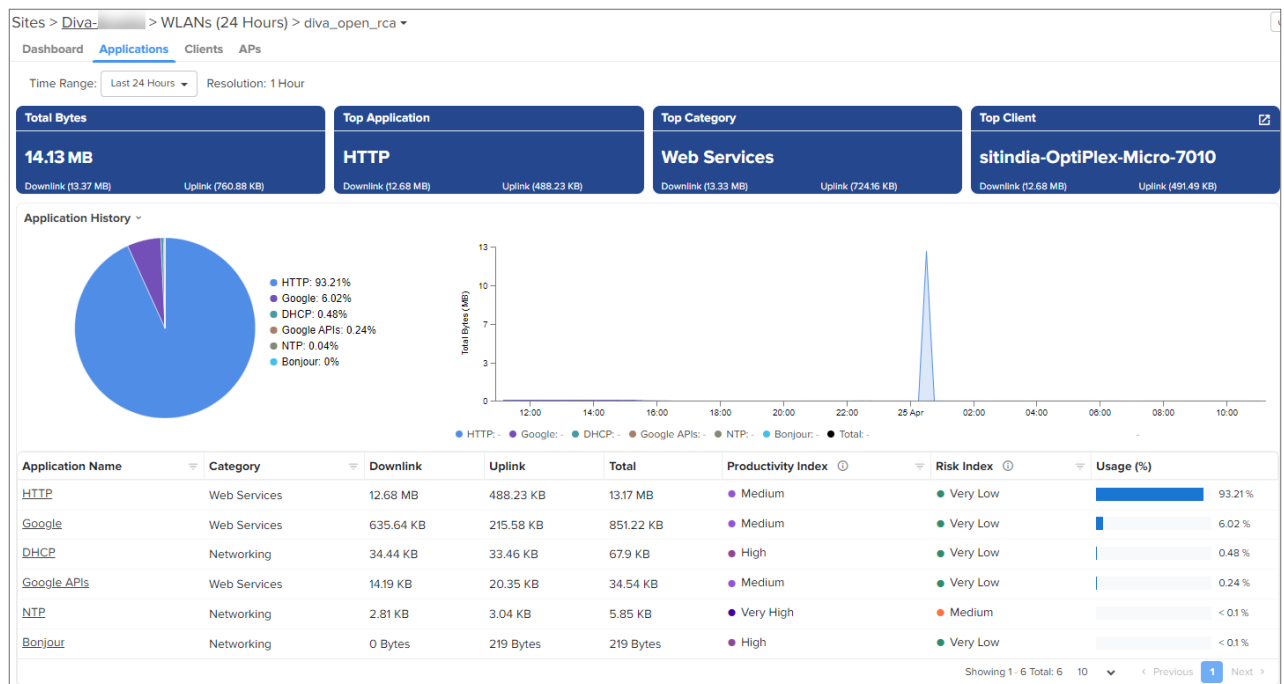 Sites > Diva- > WLANs (24 Hours) > diva_open_rca
Dashboard Applications Clients APs
Time Range: Last 24 Hours Resolution: 1 Hour
Total Bytes
14.13 MB
Downlink (13.37 MB) Uplink (760.88 KB)
Top Application
HTTP
Downlink (12.68 MB) Uplink (488.23 KB)
Top Category
Web Services
Downlink (13.33 MB) Uplink (724.16 KB)
Top Client
sitindia-OptiPlex-Micro-7010
Downlink (12.68 MB) Uplink (491.49 KB)
Application History
HTTP: 93.21%
Google: 6.02%
DHCP: 0.48%
Google APIs: 0.24%
NTP: 0.04%
Bonjour: 0%
Total Bytes (MB)
13
10
7
3
0
12:00 14:00 16:00 18:00 20:00 22:00 25 Apr 02:00 04:00 06:00 08:00 10:00
HTTP: - Google: - DHCP: - Google APIs: - NTP: - Bonjour: - Total: - -
Application Name Category Downlink Uplink Total Productivity Index Risk Index Usage (%)
HTTP Web Services 12.68 MB 488.23 KB 13.17 MB Medium Very Low 93.21 %
Google Web Services 635.64 KB 215.58 KB 851.22 KB Medium Very Low 6.02 %
DHCP Networking 34.44 KB 33.46 KB 67.9 KB High Very Low 0.48 %
Google APIs Web Services 14.19 KB 20.35 KB 34.54 KB Medium Very Low 0.24 %
NTP Networking 2.81 KB 3.04 KB 5.85 KB Very High Medium < 0.1 %
Bonjour Networking 0 Bytes 219 Bytes 219 Bytes High Very Low < 0.1 %
Showing 1 - 6 Total: 6 10 < Previous 1 Next >